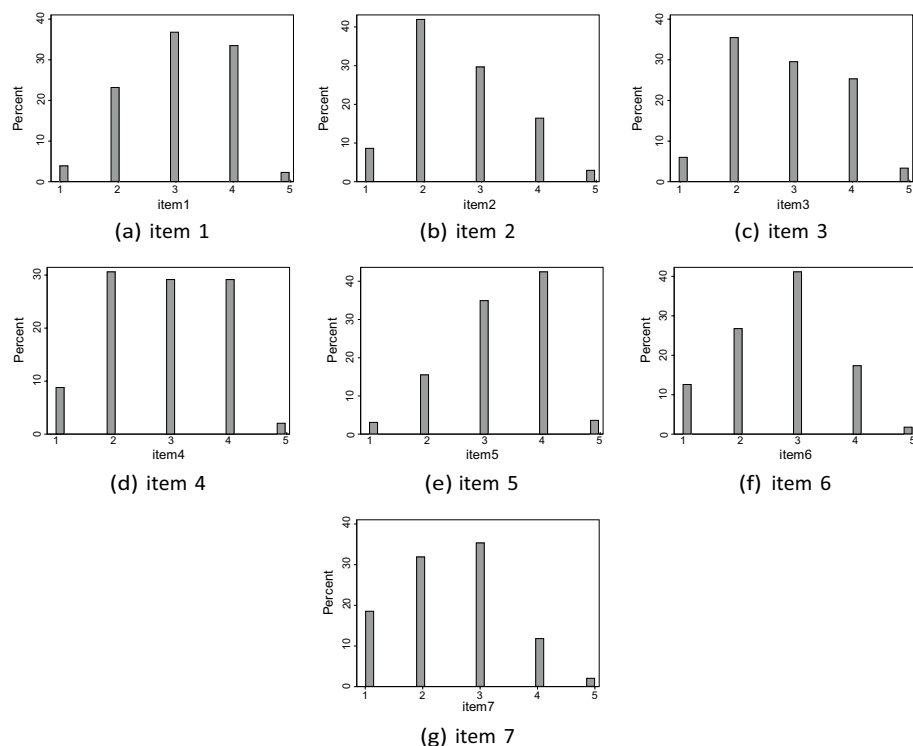 Percent
0 10 20 30 40
1 2 3 4 5
item1
(a) item 1
Percent
0 10 20 30 40
1 2 3 4 5
item2
(b) item 2
Percent
0 10 20 30 40
1 2 3 4 5
item3
(c) item 3
Percent
0 10 20 30
1 2 3 4 5
item4
(d) item 4
Percent
0 10 20 30 40
1 2 3 4 5
item5
(e) item 5
Percent
0 10 20 30 40
1 2 3 4 5
item6
(f) item 6
Percent
0 10 20 30 40
1 2 3 4 5
item7
(g) item 7